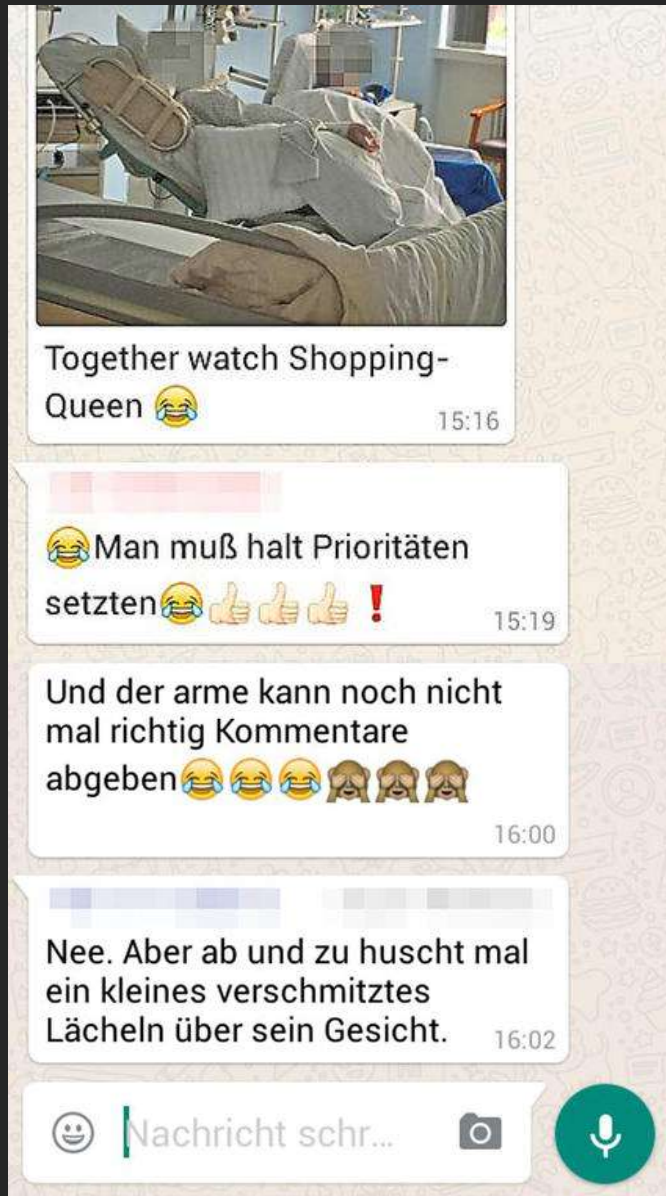 Together watch Shopping-
Queen 😂
15:16
😂Man muß halt Prioritäten
setzten😂👍🏻👍🏻👍🏻❗
15:19
Und der arme kann noch nicht
mal richtig Kommentare
abgeben😂😂😂🙈🙈🙈
16:00
Nee. Aber ab und zu huscht mal
ein kleines verschmitztes
Lächeln über sein Gesicht.
16:02
Nachricht schr...